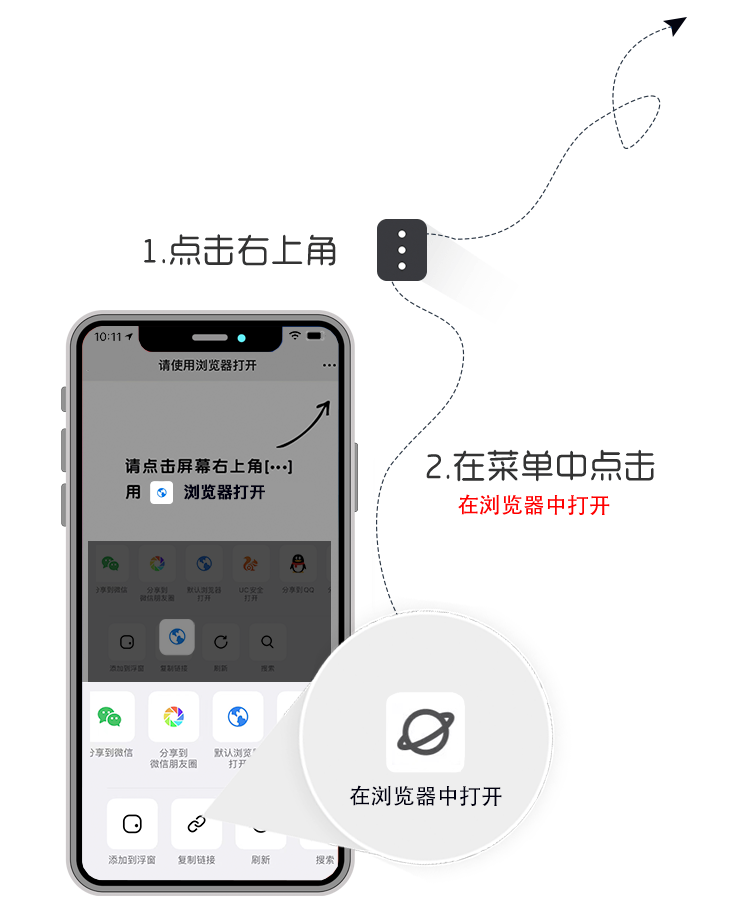 1.点击右上角
10:11
请使用浏览器打开
请点击屏幕右上角[···]
用 浏览器打开
2.在菜单中点击
在浏览器中打开
享到微信 分享到 默认浏览器 UC安全 分享到QQ
微信朋友圈 打开 打开
添加到浮窗 复制链接 刷新 搜索
分享到微信 分享到 默认浏览
微信朋友圈 打开
在浏览器中打开
添加到浮窗 复制链接 刷新 搜索